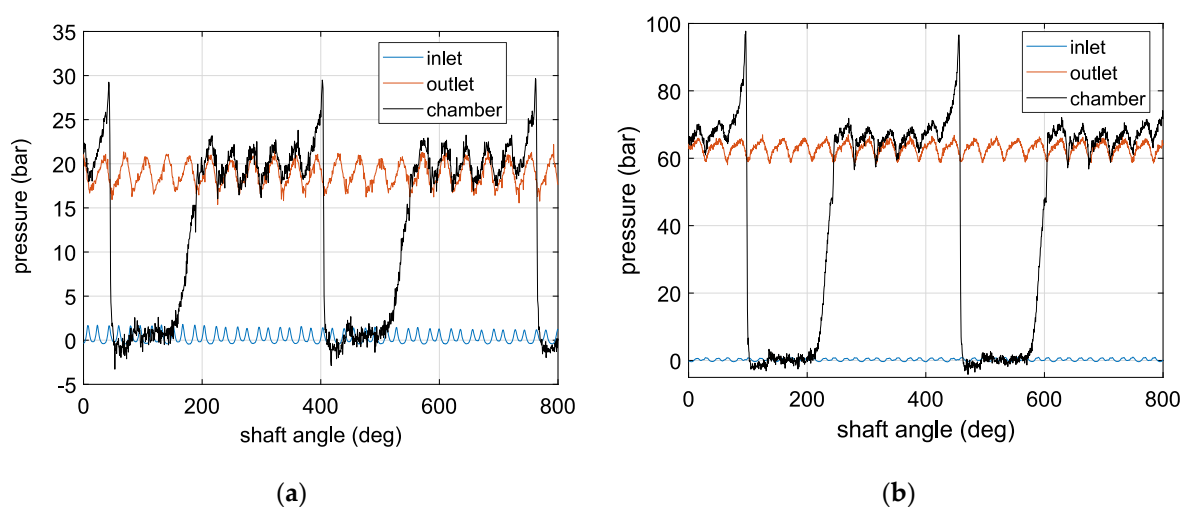 35
30
25
20
15
10
5
0
-5
pressure (bar)
inlet
outlet
chamber
0 200 400 600 800
shaft angle (deg)
(a)
100
80
60
40
20
0
pressure (bar)
inlet
outlet
chamber
0 200 400 600 800
shaft angle (deg)
(b)